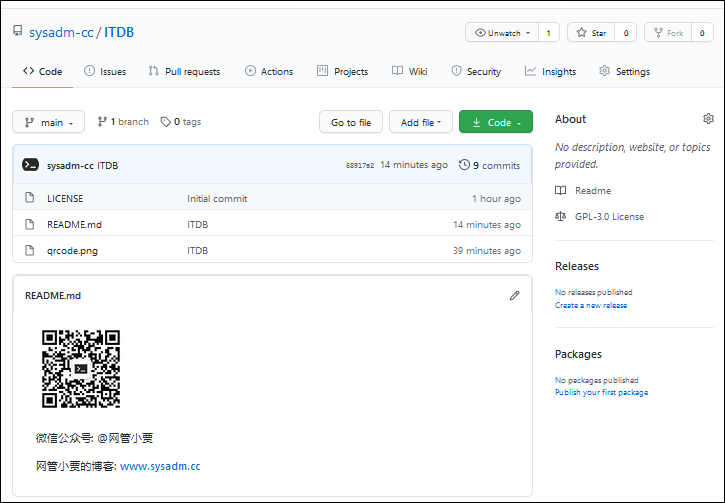 sysadm-cc / ITDB
Unwatch 1 Star 0 Fork 0
Code Issues Pull requests Actions Projects Wiki Security Insights Settings
main 1 branch 0 tags Go to file Add file Code
sysadm-cc ITDB 68917e2 14 minutes ago 9 commits
LICENSE Initial commit 1 hour ago
README.md ITDB 14 minutes ago
qrcode.png ITDB 39 minutes ago
README.md
微信公众号: @网管小贾
网管小贾的博客: www.sysadm.cc
About
No description, website, or topics
provided.
Readme
GPL-3.0 License
Releases
No releases published
Create a new release
Packages
No packages published
Publish your first package